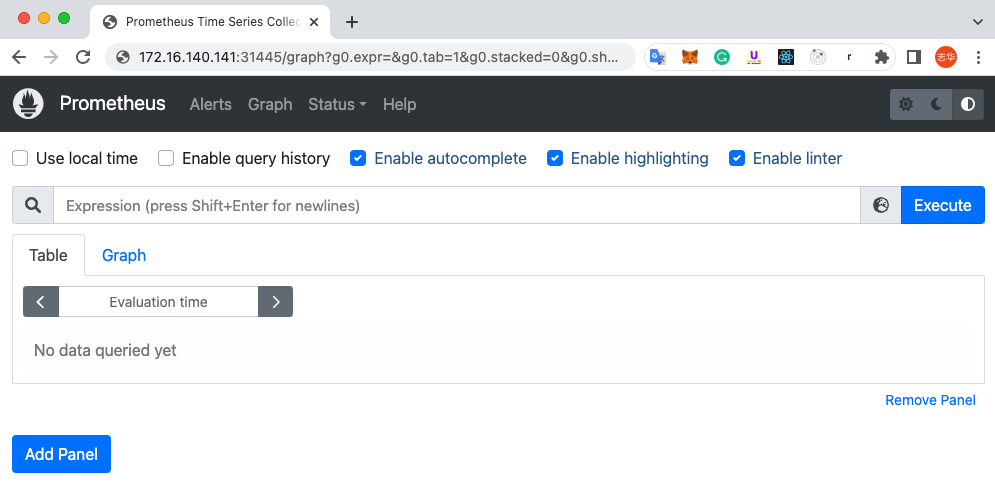 Prometheus Time Series Collec
172.16.140.141:31445/graph?g0.expr=&g0.tab=1&g0.stacked=0&g0.sh...
G
U
r
志华
Prometheus Alerts Graph Status Help
Use local time Enable query history Enable autocomplete Enable highlighting Enable linter
Expression (press Shift+Enter for newlines) Execute
Table Graph
Evaluation time
No data queried yet
Remove Panel
Add Panel